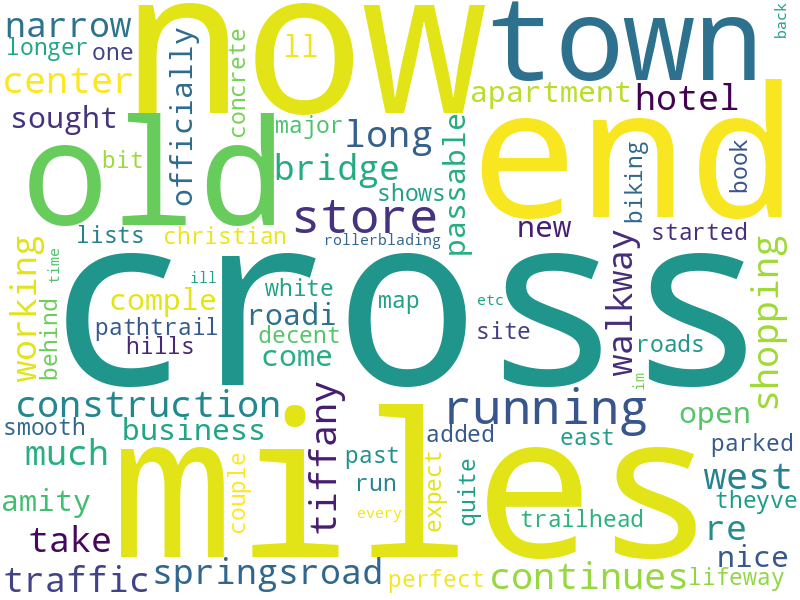 now
town
back
narrow
longer
one
ll
center
officially
concrete
apartment
hotel
sought
old
major
long
end
bit
bridge
passable
biking
book
shows
store
new
started
lists
christian
rollerblading
walkway
working
time
cross
shopping
ill
comple
white
map
etc
behind
pathtrail
roadi
site
hills
decent
roads
come
im
construction
tiffany
running
open
smooth
business
added
east
parked
much
miles
couple
past
expect
quite
west
amity
run
theyve
every
trailhead
re
take
nice
traffic
springsroad
perfect
continues
lifeway